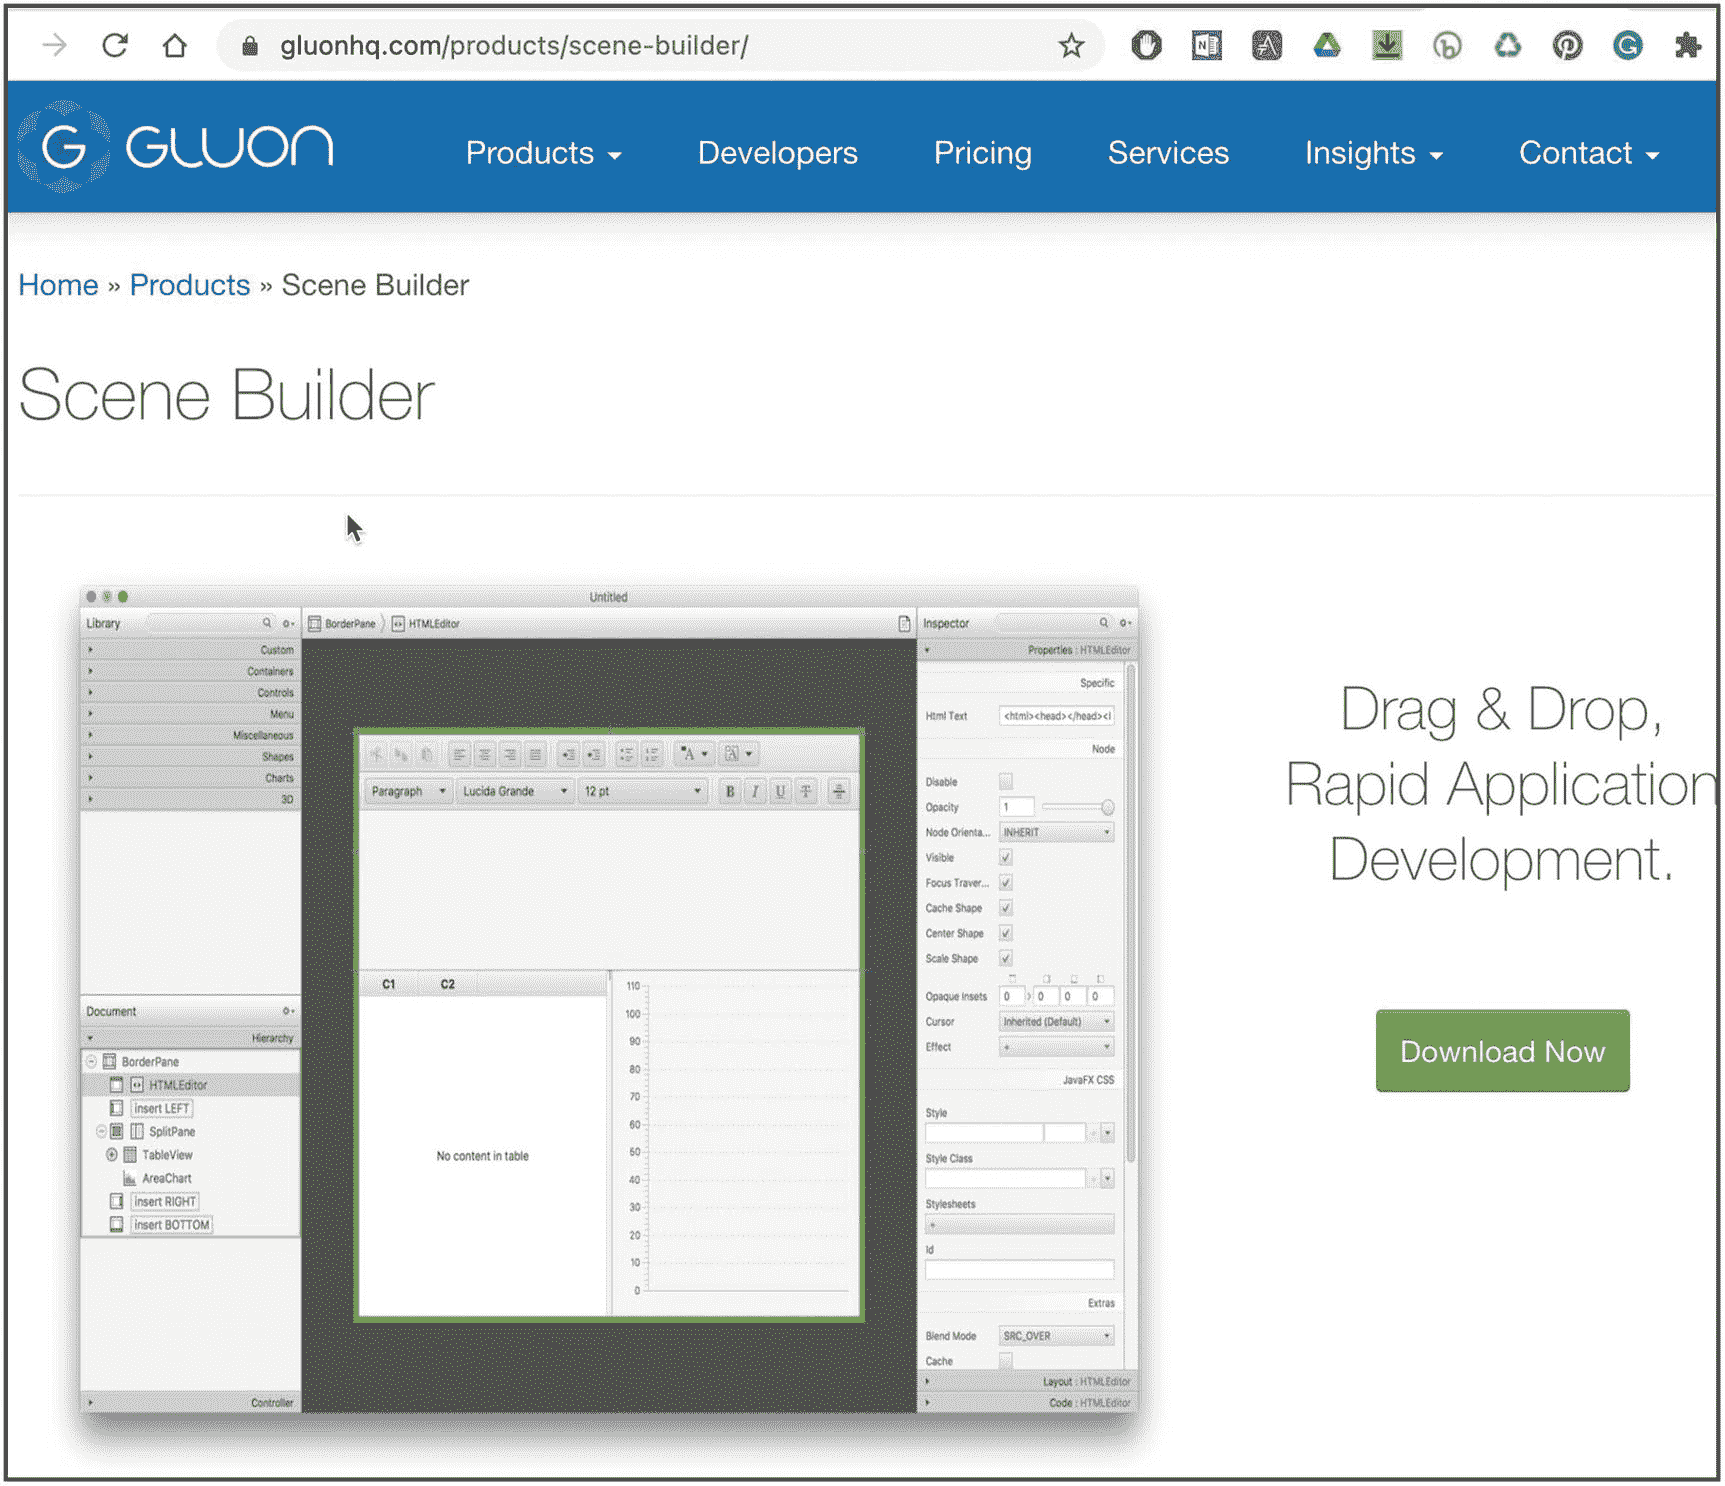 gluonhq.com/products/scene-builder/
GLUON
Products
Developers
Pricing
Services
Insights
Contact
Home » Products » Scene Builder
Scene Builder
Untitled
Library
BorderPane
HTMLEditor
Inspector
Custom
Containers
Controls
Menu
Miscellaneous
Shapes
Charts
3D
Properties : HTMLEditor
Specific
Html Text
<html><head></head><l
Node
Disable
Opacity 1
Node Orienta... INHERIT
Visible
Focus Traver...
Cache Shape
Center Shape
Scale Shape
Opaque Insets 0 0 0 0
Cursor Inherited (Default)
Effect +
JavaFX CSS
Style
Style Class
Stylesheets
+
Id
Extras
Blend Mode SRC_OVER
Cache
Layout : HTMLEditor
Code : HTMLEditor
Paragraph
Lucida Grande
12 pt
B I U T
C1 C2
No content in table
110
100
90
80
70
60
50
40
30
20
10
0
Document
Hierarchy
BorderPane
HTMLEditor
insert LEFT
SplitPane
TableView
AreaChart
insert RIGHT
insert BOTTOM
Controller
Drag & Drop,
Rapid Application
Development.
Download Now